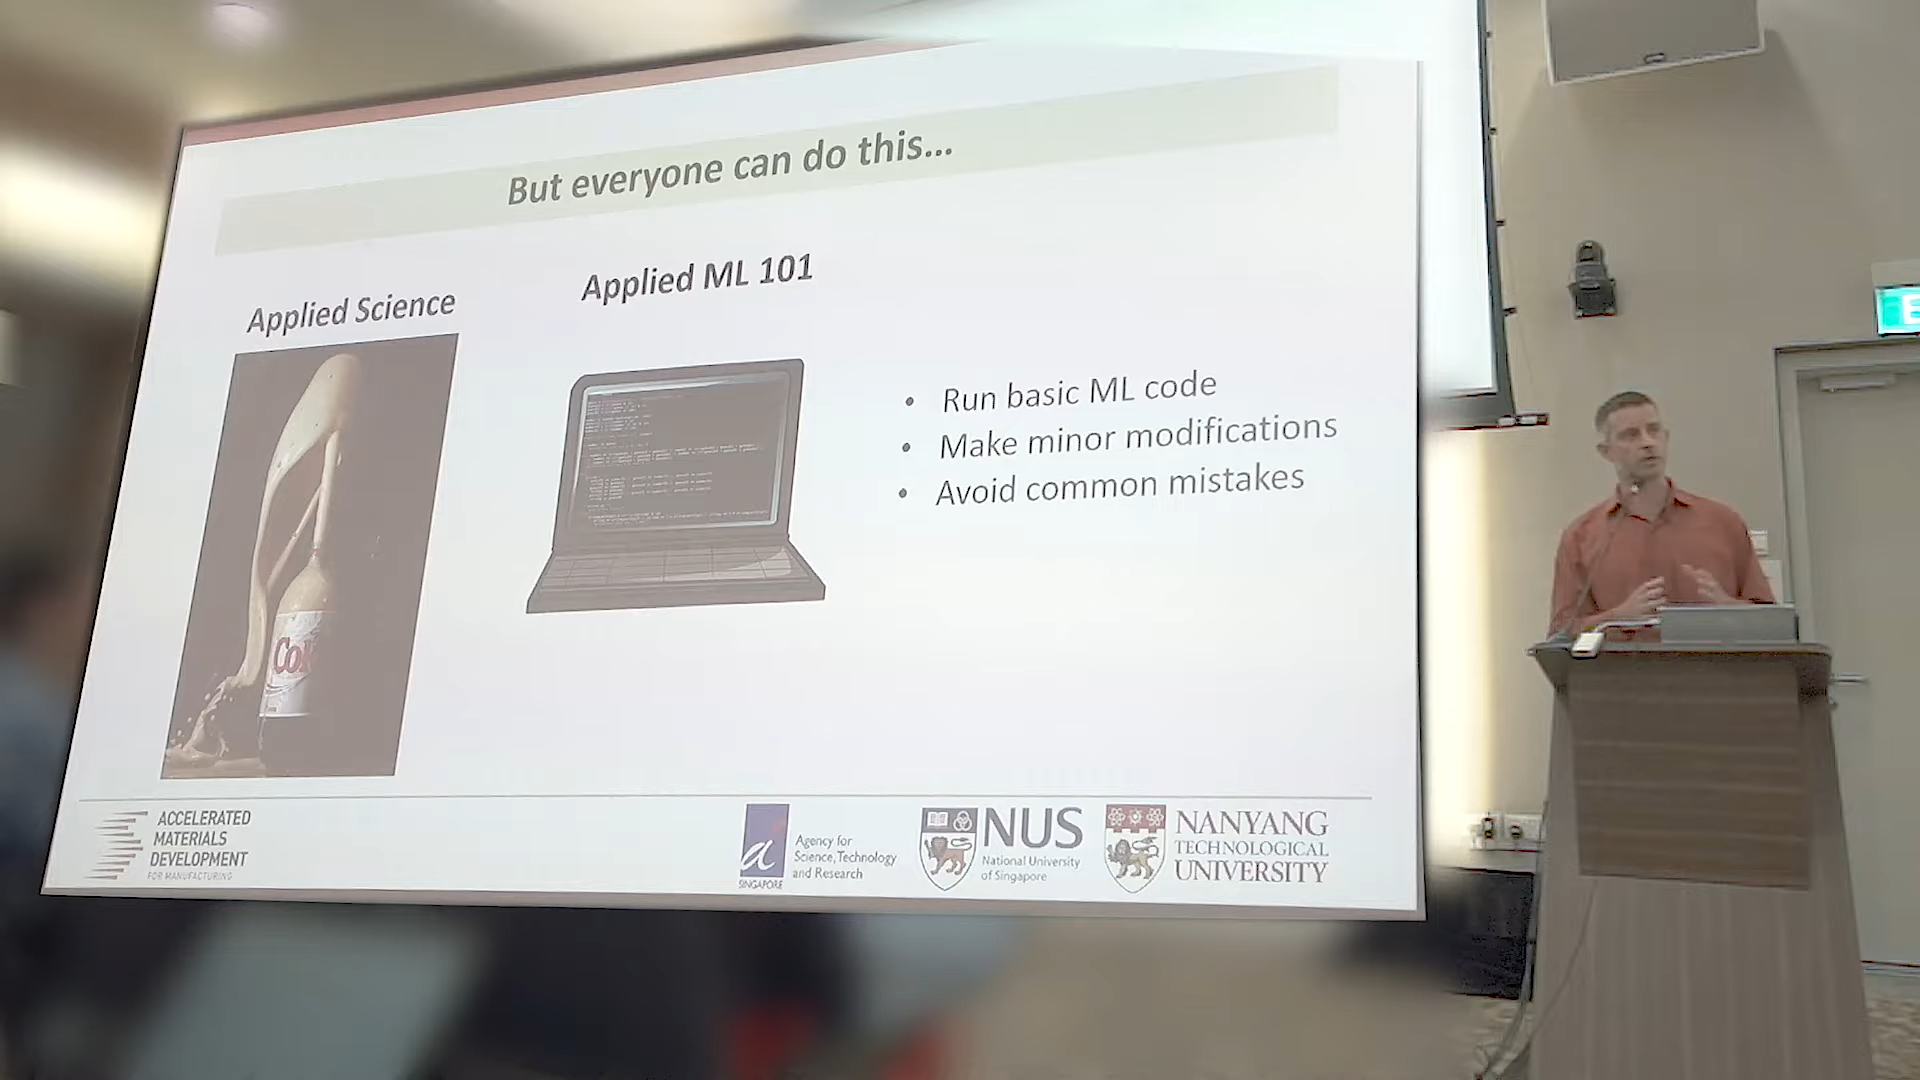 But everyone can do this...
Applied Science
Applied ML 101
• Run basic ML code
• Make minor modifications
• Avoid common mistakes
ACCELERATED
MATERIALS
DEVELOPMENT
FOR MANUFACTURING
SINGAPORE
Agency for
Science, Technology
and Research
NUS
National University
of Singapore
NANYANG
TECHNOLOGICAL
UNIVERSITY